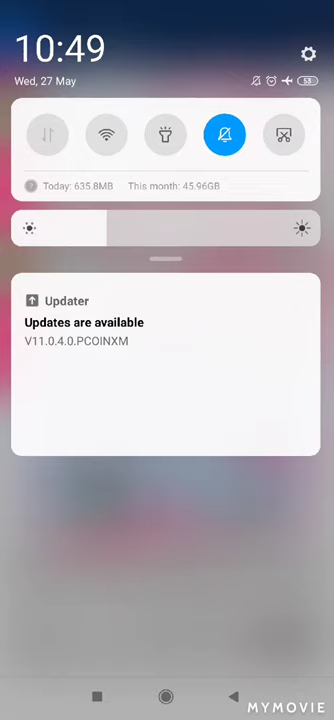 10:49
Wed, 27 May
53
Today: 635.8MB This month: 45.96GB
Updater
Updates are available
V11.0.4.0.PCOINXM
MYMOVIE